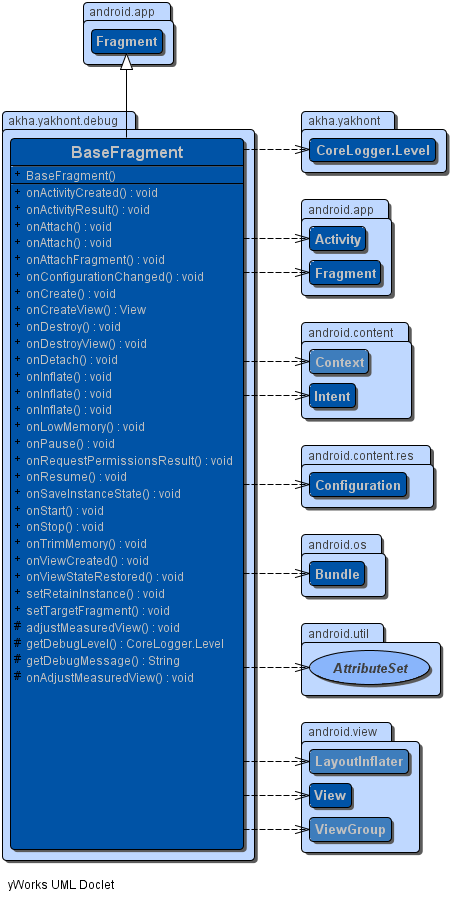 android.app
Fragment
akha.yakhont.debug
BaseFragment
+ BaseFragment()
+ onActivityCreated() : void
+ onActivityResult() : void
+ onAttach() : void
+ onAttach() : void
+ onAttachFragment() : void
+ onConfigurationChanged() : void
+ onCreate() : void
+ onCreateView() : View
+ onDestroy() : void
+ onDestroyView() : void
+ onDetach() : void
+ onInflate() : void
+ onInflate() : void
+ onInflate() : void
+ onLowMemory() : void
+ onPause() : void
+ onRequestPermissionsResult() : void
+ onResume() : void
+ onSaveInstanceState() : void
+ onStart() : void
+ onStop() : void
+ onTrimMemory() : void
+ onViewCreated() : void
+ onViewStateRestored() : void
+ setRetainInstance() : void
+ setTargetFragment() : void
# adjustMeasuredView() : void
# getDebugLevel() : CoreLogger.Level
# getDebugMessage() : String
# onAdjustMeasuredView() : void
akha.yakhont
CoreLogger.Level
android.app
Activity
Fragment
android.content
Context
Intent
android.content.res
Configuration
android.os
Bundle
android.util
AttributeSet
android.view
LayoutInflater
View
ViewGroup
yWorks UML Doclet